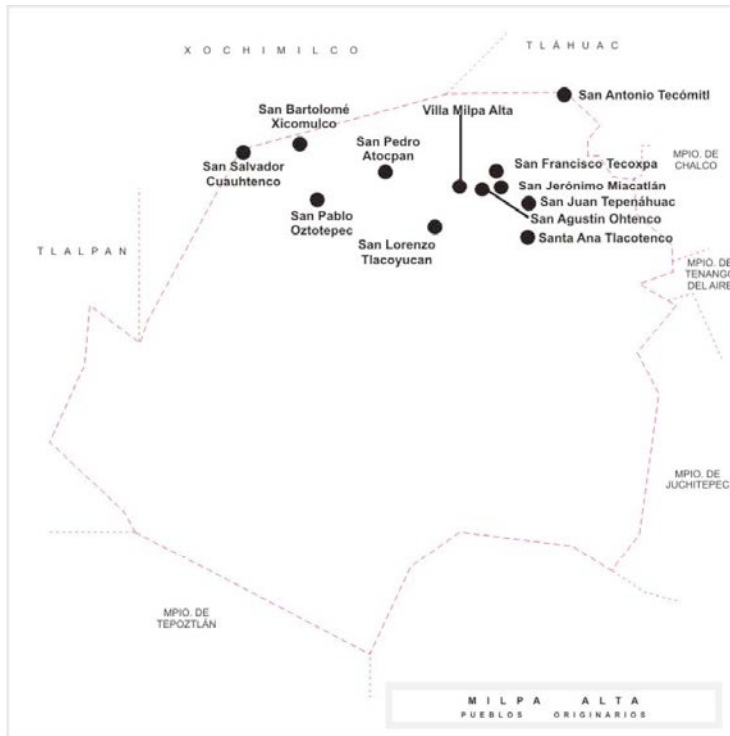 XOCHIMILCO
TLÁHUAC
San Antonio Tecómitl
San Bartolomé
Xicomulco
Villa Milpa Alta
San Pedro
Atocpan
San Salvador
Cuauhtenco
San Francisco Tecoxpa
MPIO. DE
CHALCO
San Jerónimo Miacatlán
San Juan Tepenáhuac
San Pablo
Oztotepec
San Agustín Ohtenco
San Lorenzo
Tlacoyucan
Santa Ana Tlacotenco
TLALPAN
MPIO. DE
TENANGO
DEL AIRE
MPIO. DE
JUCHITEPEC
MPIO. DE
TEPOZTLÁN
MILPA ALTA
PUEBLOS ORIGINARIOS